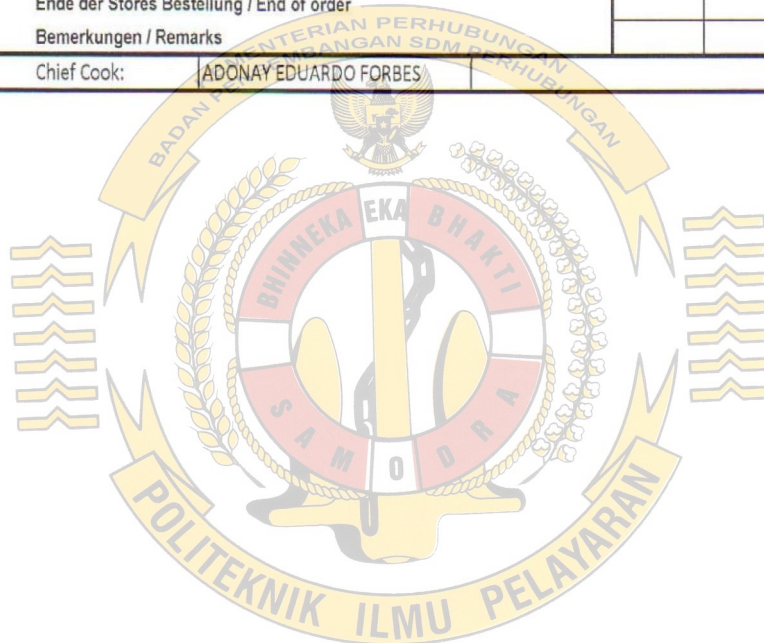 Ende der Stores Bestellung / End of order
Bemerkungen / Remarks
Chief Cook: ADONAY EDUARDO FORBES
KEMENTERIAN PERHUBUNGAN
BADAN PENGEMBANGAN SDM PERHUBUNGAN
BHINNEKA EKA BHAKTI
SAMODRA
POLITEKNIK ILMU PELAYARAN